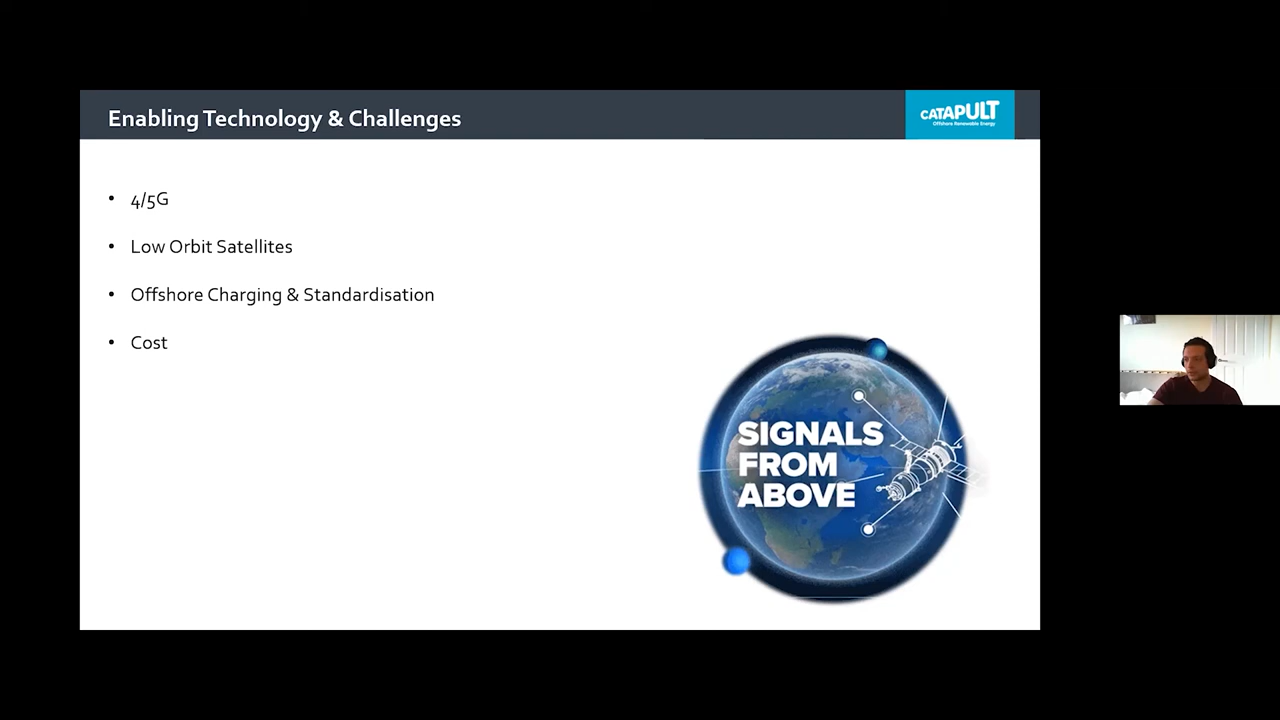 Enabling Technology & Challenges
CATAPULT
Offshore Renewable Energy
• 4/5G
• Low Orbit Satellites
• Offshore Charging & Standardisation
• Cost
SIGNALS
FROM
ABOVE